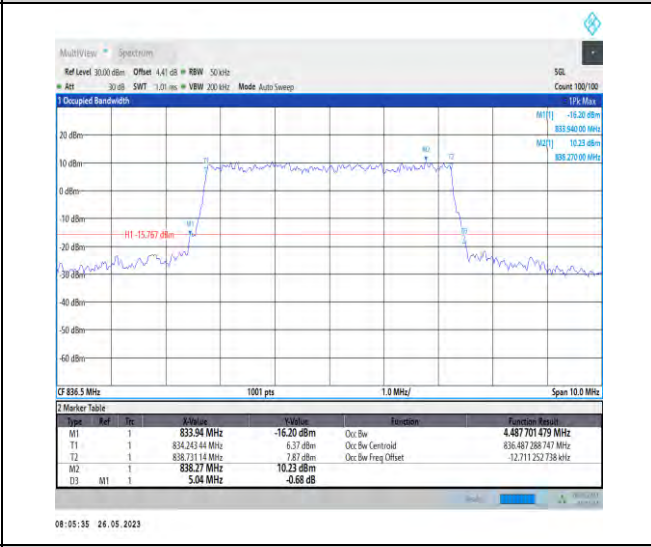 MultiView Spectrum
Ref Level 30.00 dBm Offset 4.41 dB RBW 50 kHz SGL
Att 30 dB SWT 1.01 ms VBW 200 kHz Mode Auto Sweep Count 100/100
1 Occupied Bandwidth 1Pk Max
M1[1] -16.20 dBm
833.940 00 MHz
M2[1] 10.23 dBm
838.270 00 MHz
20 dBm
M2
T1 T2
10 dBm
0 dBm
-10 dBm
M1
H1 -15.767 dBm D3
-20 dBm
-30 dBm
-40 dBm
-50 dBm
-60 dBm
CF 836.5 MHz 1001 pts 1.0 MHz/ Span 10.0 MHz
2 Marker Table
Type Ref Trc X-Value Y-Value Function Function Result
M1 1 833.94 MHz -16.20 dBm Occ Bw 4.487 701 479 MHz
T1 1 834.243 44 MHz 6.37 dBm Occ Bw Centroid 836.487 288 747 MHz
T2 1 838.731 14 MHz 7.87 dBm Occ Bw Freq Offset -12.711 252 738 kHz
M2 1 838.27 MHz 10.23 dBm
D3 M1 1 5.04 MHz -0.68 dB
08:05:35 26.05.2023